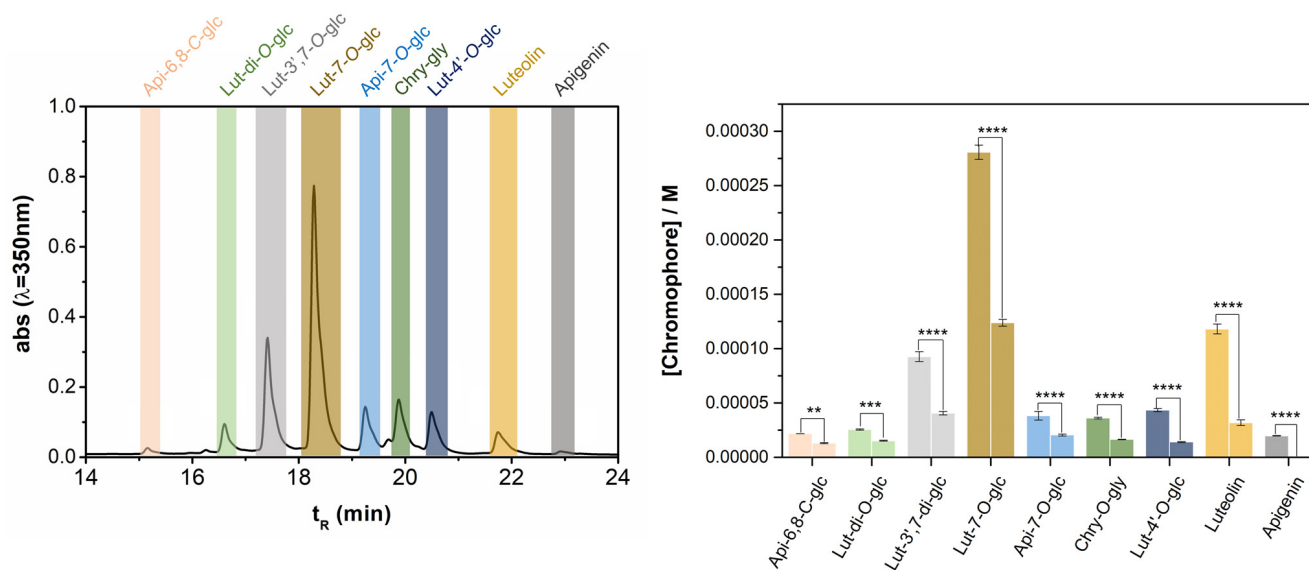 Api-6,8-C-glc
Lut-di-O-glc
Lut-3',7-O-glc
Lut-7-O-glc
Api-7-O-glc
Chry-gly
Lut-4'-O-glc
Luteolin
Apigenin
1.0
0.8
0.6
0.4
0.2
0.0
abs (λ=350nm)
14
16
18
20
22
24
tR (min)
0.00030
0.00025
0.00020
0.00015
0.00010
0.00005
0.00000
[Chromophore] / M
**
***
****
****
****
****
****
****
****
Api-6,8-C-glc
Lut-di-O-glc
Lut-3',7-di-glc
Lut-7-O-glc
Api-7-O-glc
Chry-O-gly
Lut-4'-O-glc
Luteolin
Apigenin